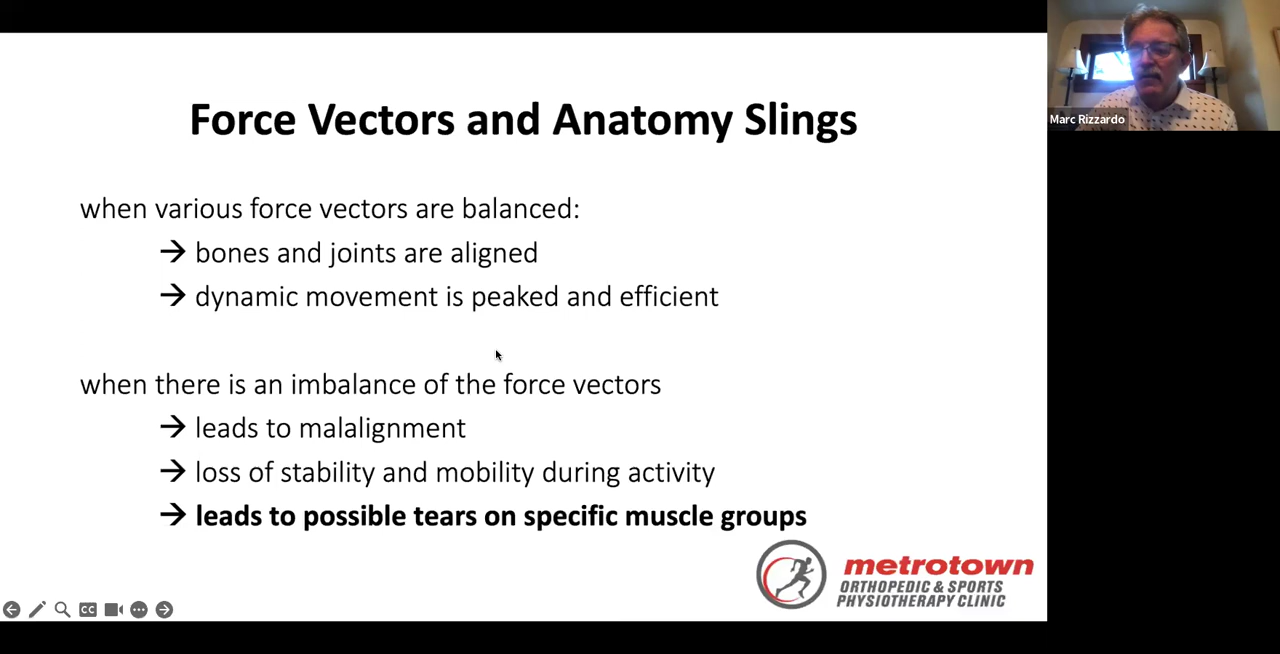 Force Vectors and Anatomy Slings
when various force vectors are balanced:
→ bones and joints are aligned
→ dynamic movement is peaked and efficient
when there is an imbalance of the force vectors
→ leads to malalignment
→ loss of stability and mobility during activity
→ leads to possible tears on specific muscle groups
metrotown
ORTHOPEDIC & SPORTS
PHYSIOTHERAPY CLINIC
CC
Marc Rizzardo